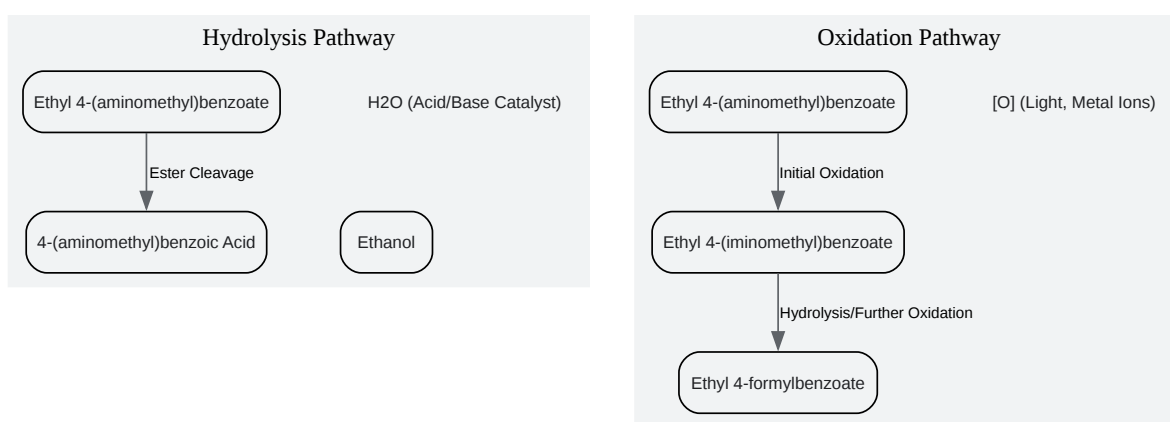 Hydrolysis Pathway
Ethyl 4-(aminomethyl)benzoate
H2O (Acid/Base Catalyst)
Ester Cleavage
4-(aminomethyl)benzoic Acid
Ethanol
Oxidation Pathway
Ethyl 4-(aminomethyl)benzoate
[O] (Light, Metal Ions)
Initial Oxidation
Ethyl 4-(iminomethyl)benzoate
Hydrolysis/Further Oxidation
Ethyl 4-formylbenzoate